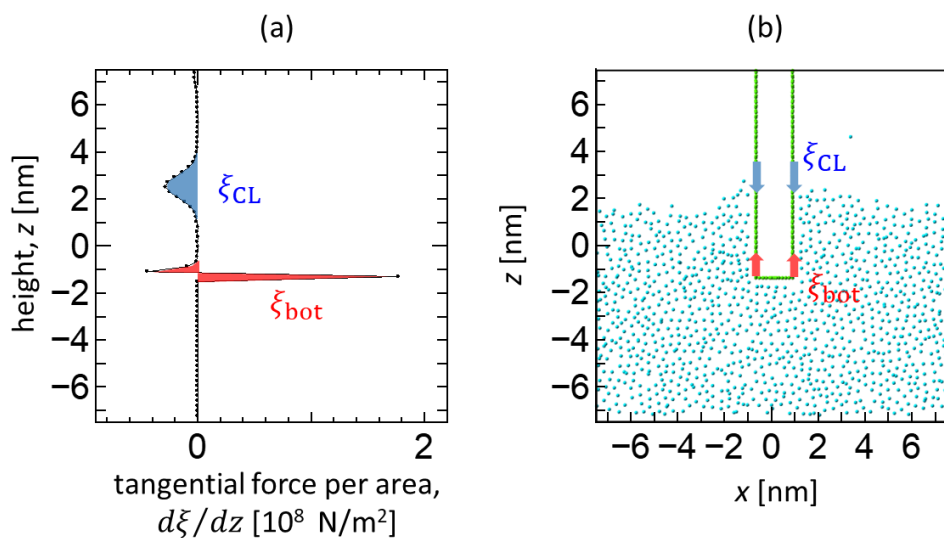 (a)
(b)
6
4
2
0
−2
−4
−6
height, z [nm]
ξCL
ξbot
0
2
tangential force per area,
dξ/dz [10⁸ N/m²]
6
4
2
0
−2
−4
−6
z [nm]
ξCL
ξbot
−6
−4
−2
0
2
4
6
x [nm]